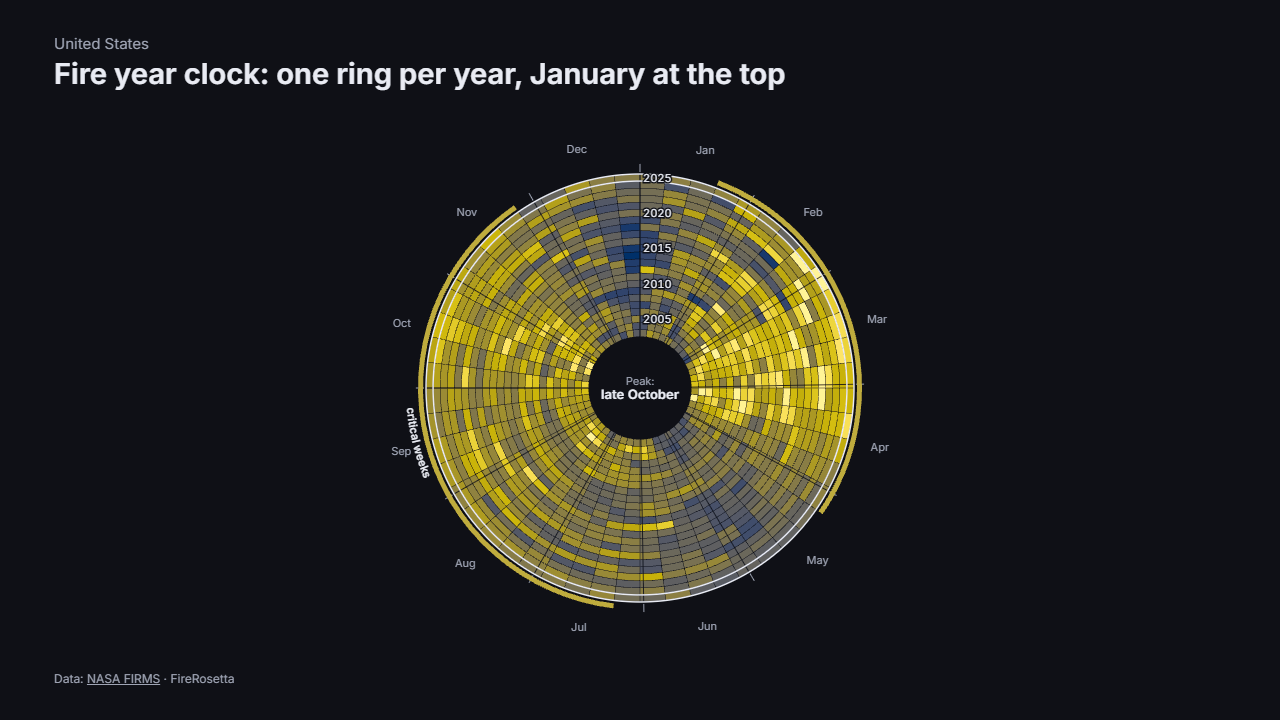 United States
Fire year clock: one ring per year, January at the top
Dec
Jan
2025
Nov
2020
Feb
2015
2010
Oct
2005
Mar
Peak:
late October
critical weeks
Sep
Apr
Aug
May
Jul
Jun
Data: NASA FIRMS · FireRosetta